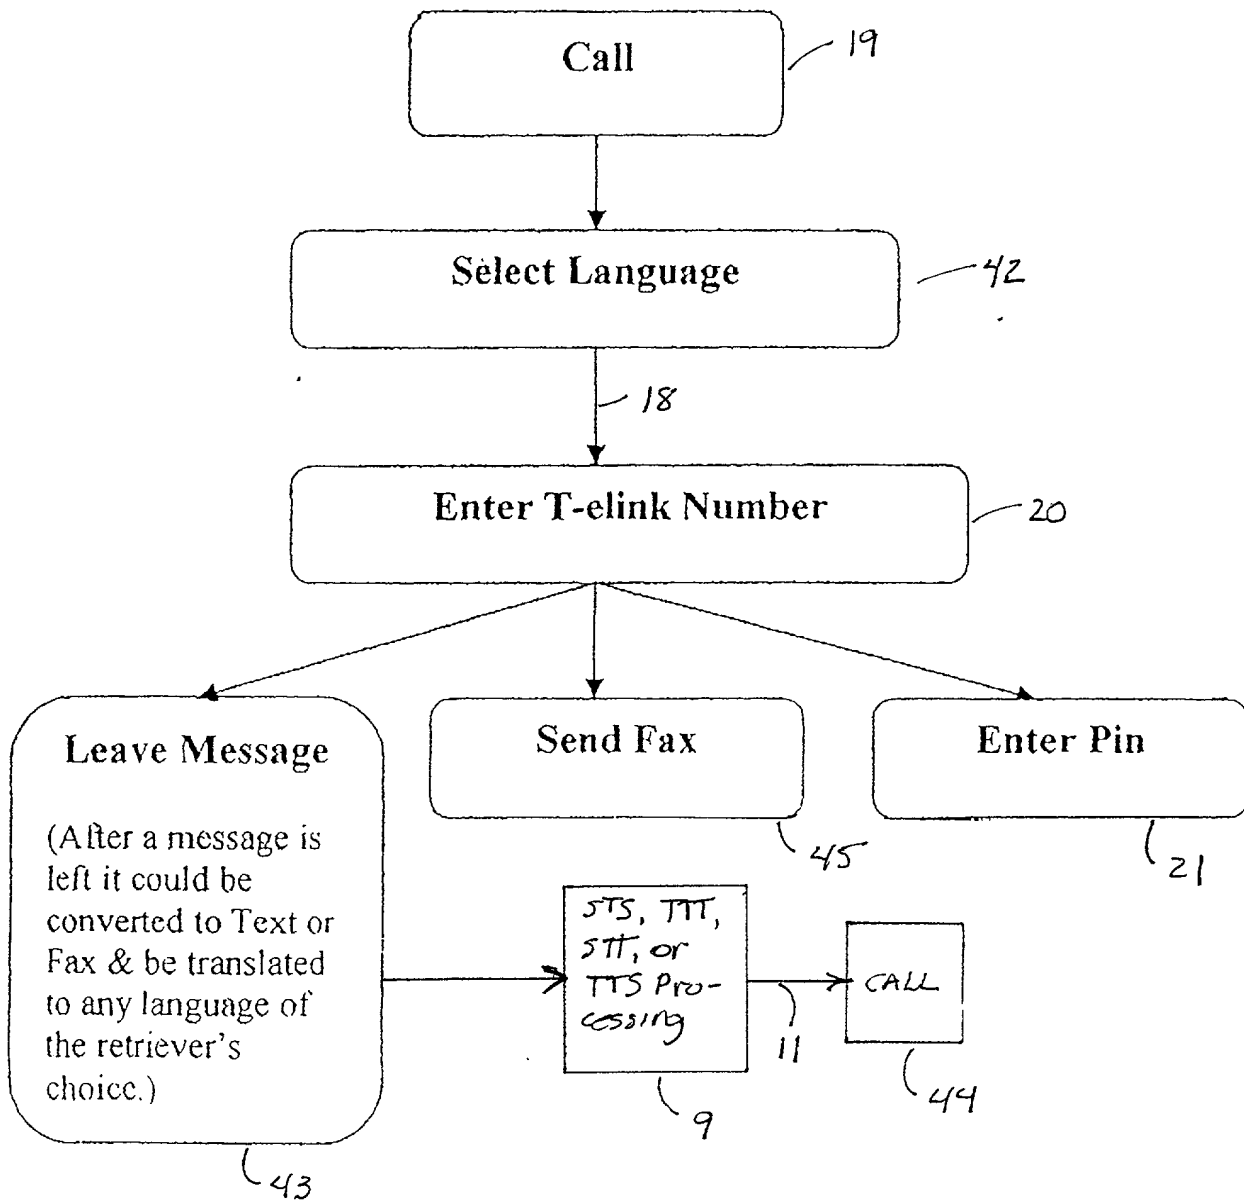 Call
19
Select Language
42
18
Enter T-elink Number
20
Leave Message
(After a message is
left it could be
converted to Text or
Fax & be translated
to any language of
the retriever's
choice.)
43
Send Fax
45
Enter Pin
21
STS, TTT,
STT, or
TTS Pro-
cessing
9
11
CALL
44